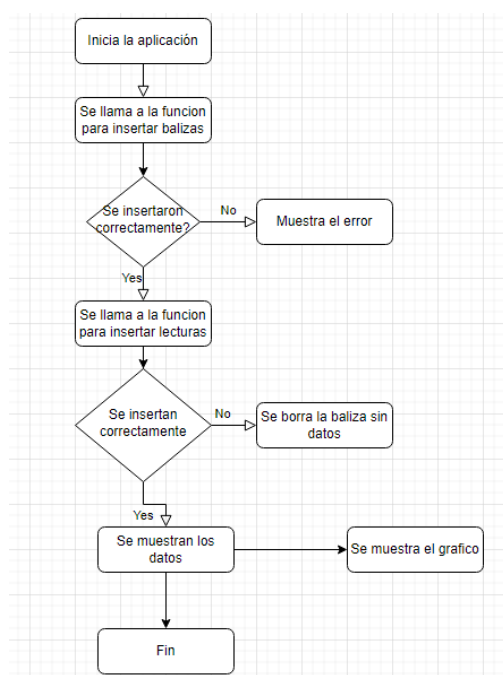 Inicia la aplicación
Se llama a la funcion
para insertar balizas
Se insertaron
correctamente?
No
Muestra el error
Yes
Se llama a la funcion
para insertar lecturas
Se insertan
correctamente
No
Se borra la baliza sin
datos
Yes
Se muestran los
datos
Se muestra el grafico
Fin